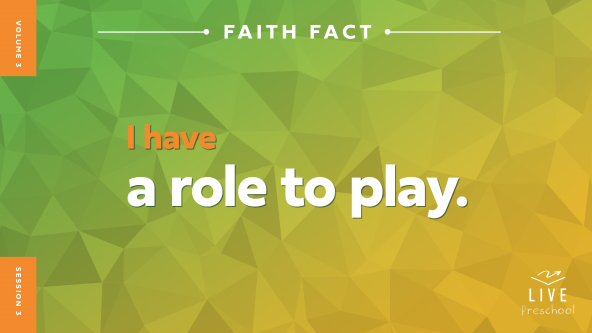 VOLUME 3
FAITH FACT
I have
a role to play.
SESSION 3
LIVE
Preschool